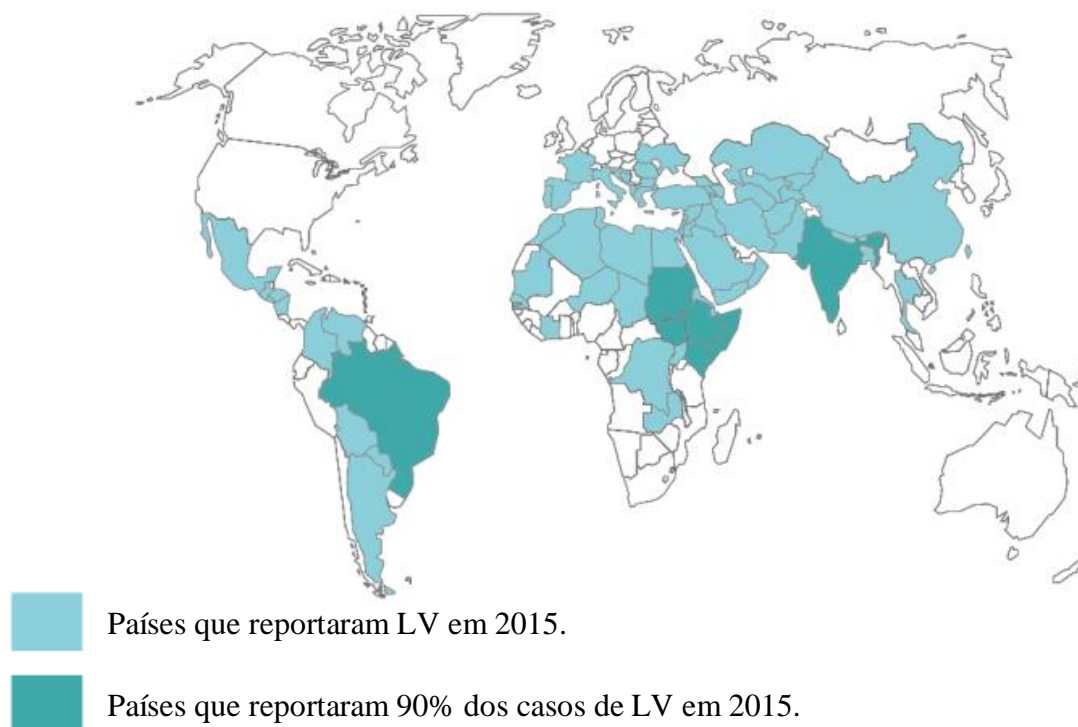 Países que reportaram LV em 2015.
Países que reportaram 90% dos casos de LV em 2015.